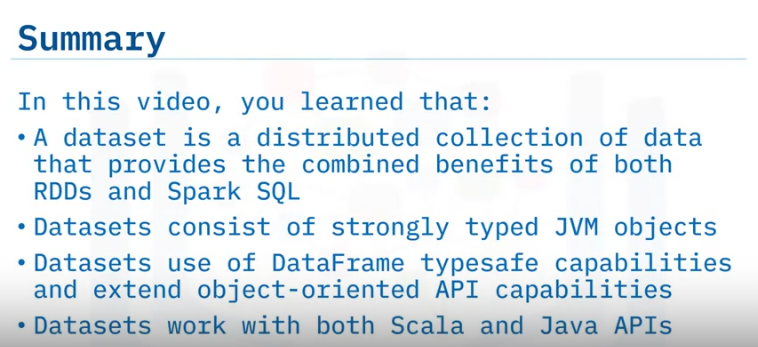 Summary
In this video, you learned that:
• A dataset is a distributed collection of data
that provides the combined benefits of both
RDDs and Spark SQL
• Datasets consist of strongly typed JVM objects
• Datasets use of DataFrame typesafe capabilities
and extend object-oriented API capabilities
• Datasets work with both Scala and Java APIs